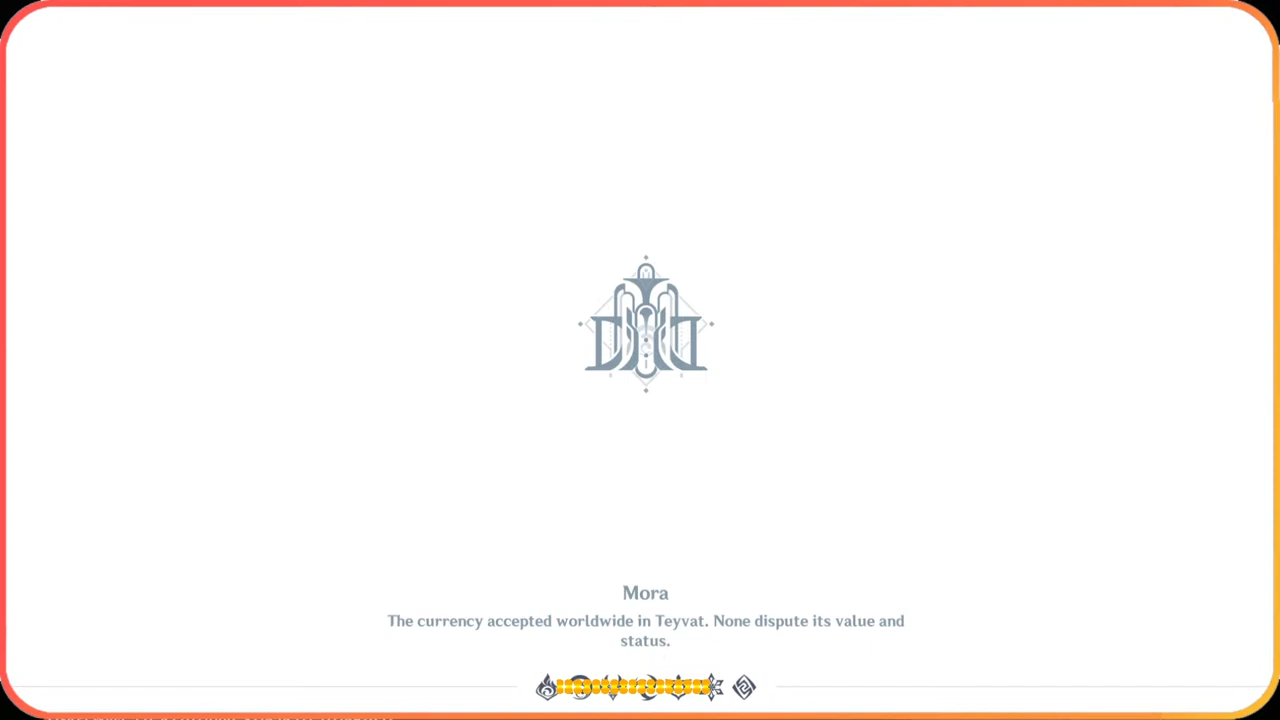 Mora
The currency accepted worldwide in Teyvat. None dispute its value and
status.